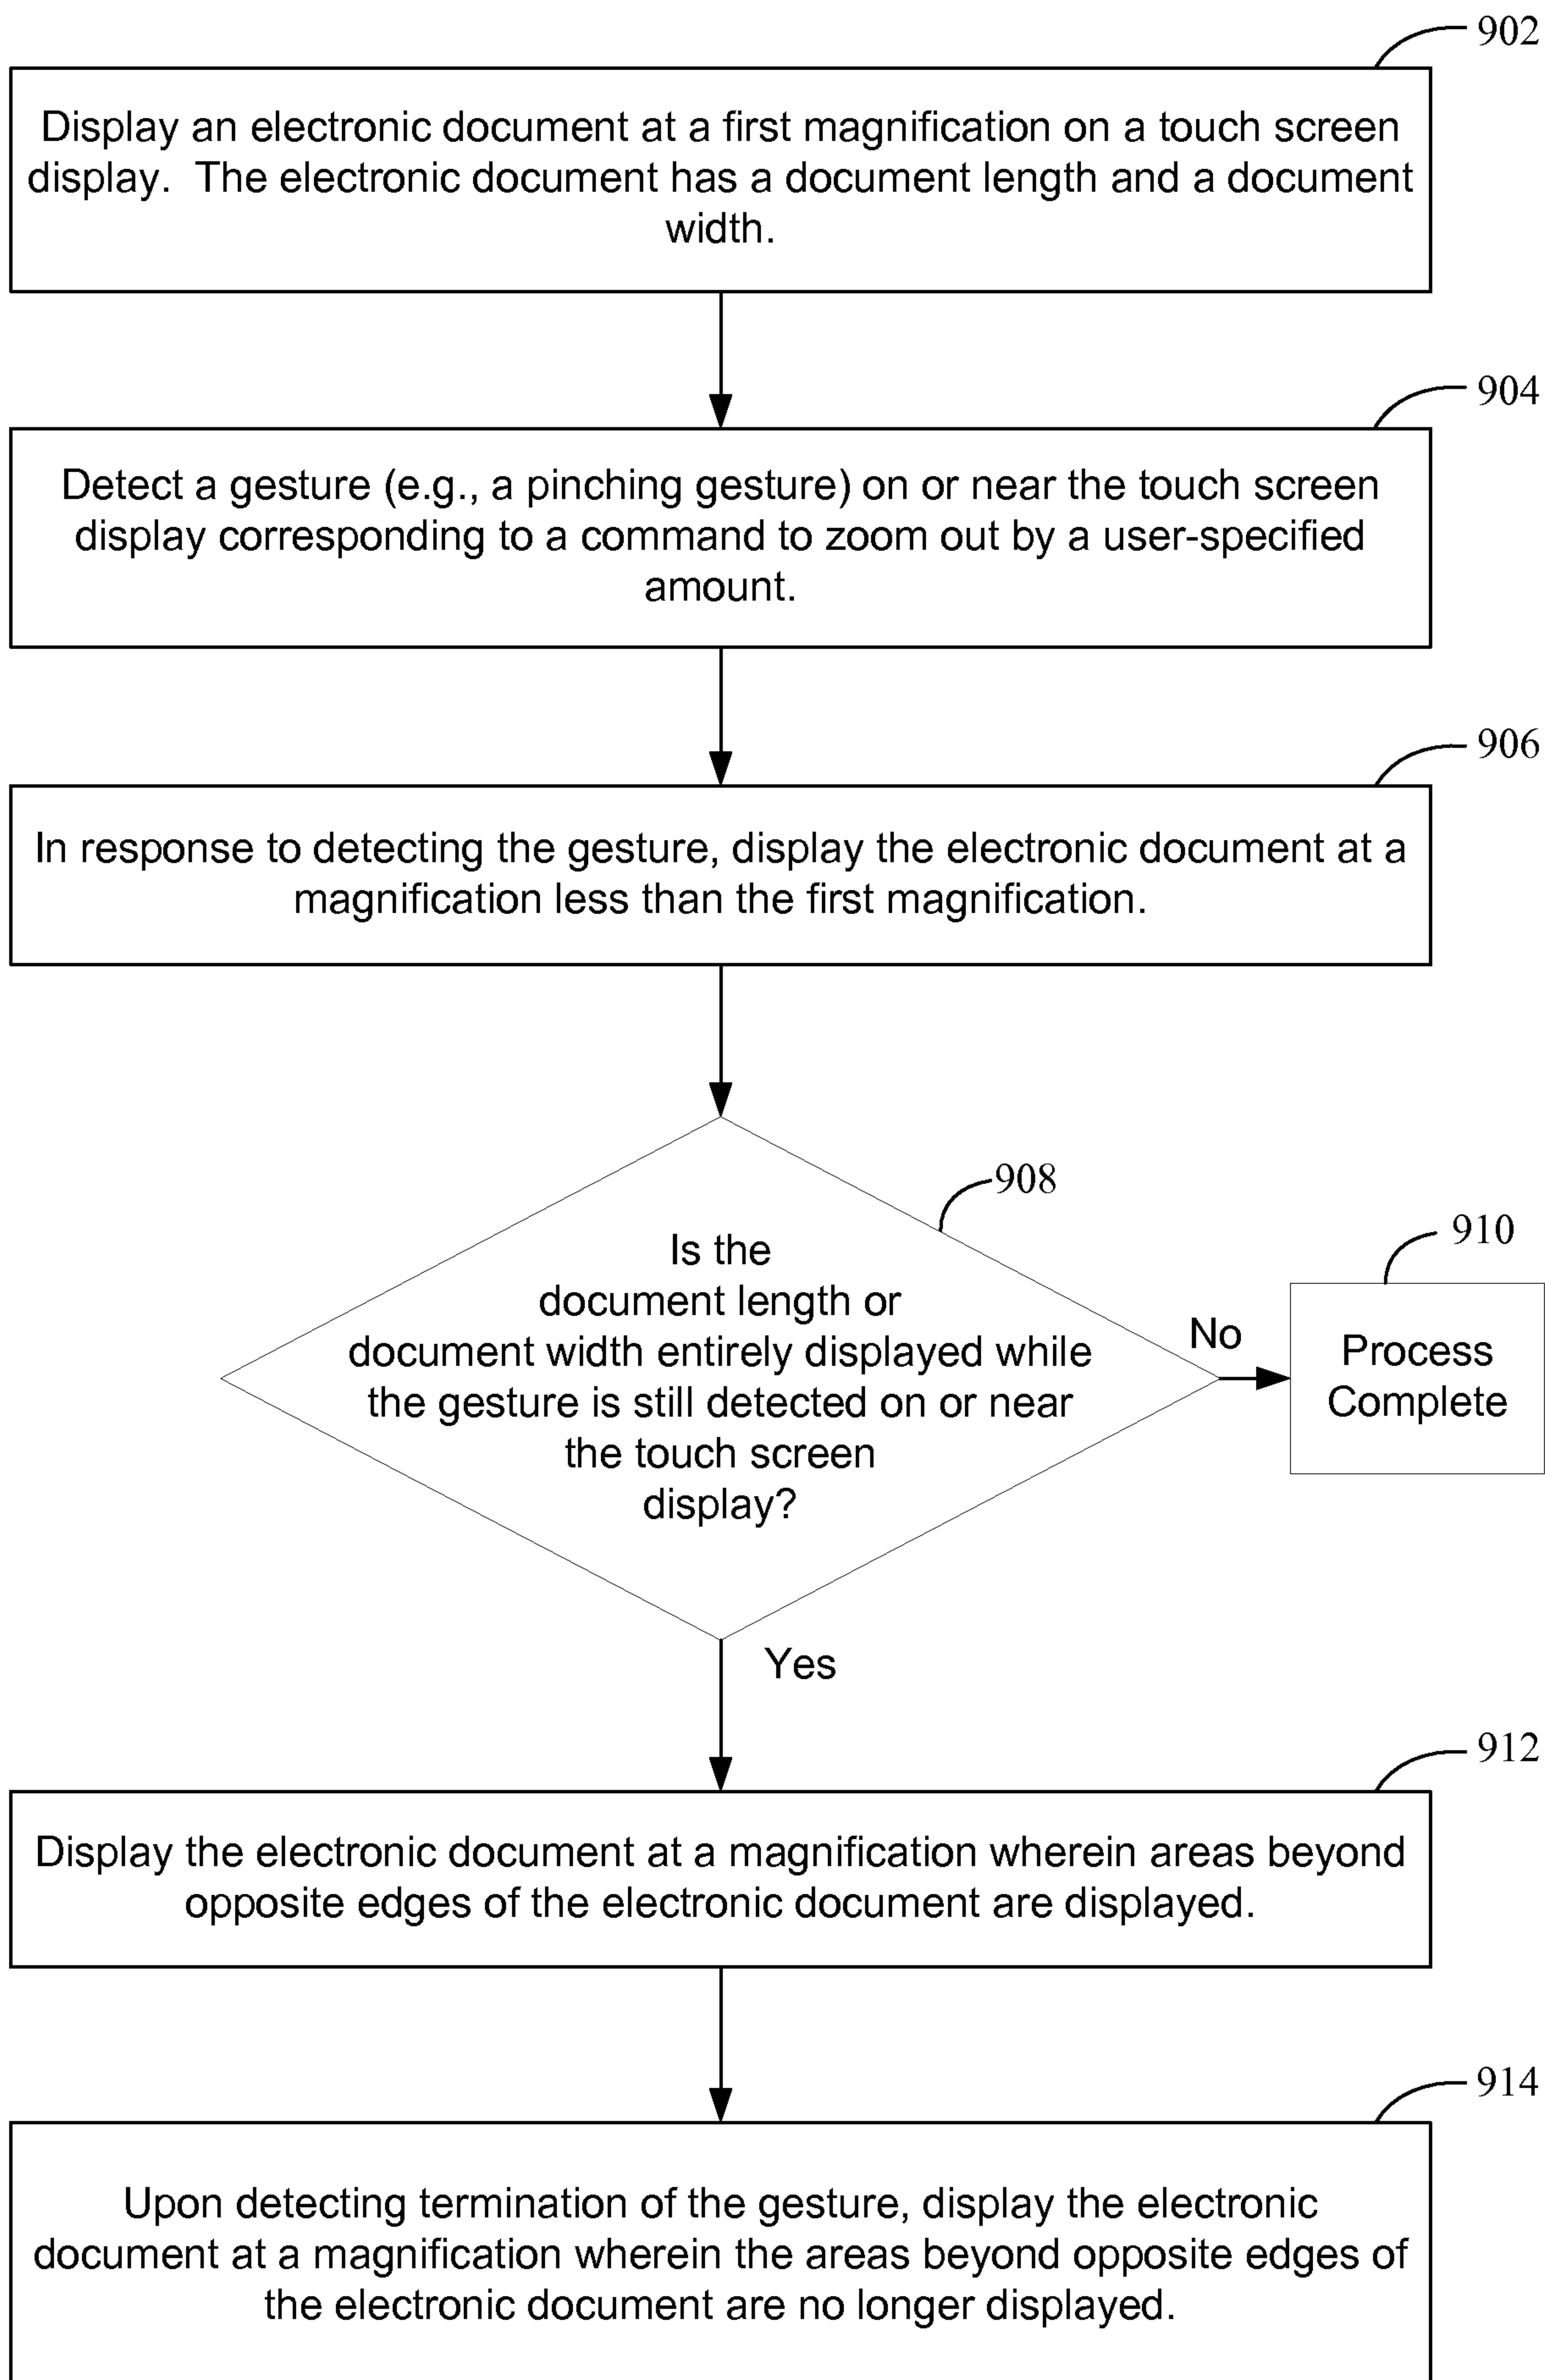 902
Display an electronic document at a first magnification on a touch screen
display.  The electronic document has a document length and a document
width.
904
Detect a gesture (e.g., a pinching gesture) on or near the touch screen
display corresponding to a command to zoom out by a user-specified
amount.
906
In response to detecting the gesture, display the electronic document at a
magnification less than the first magnification.
908
Is the
document length or
document width entirely displayed while
the gesture is still detected on or near
the touch screen
display?
No
910
Process
Complete
Yes
912
Display the electronic document at a magnification wherein areas beyond
opposite edges of the electronic document are displayed.
914
Upon detecting termination of the gesture, display the electronic
document at a magnification wherein the areas beyond opposite edges of
the electronic document are no longer displayed.